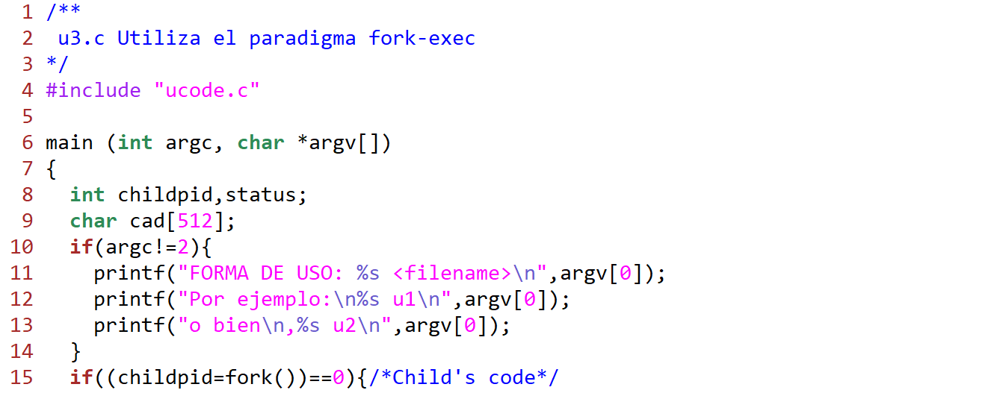 1 /**
2  u3.c Utiliza el paradigma fork-exec
3 */
4 #include "ucode.c"
5
6 main (int argc, char *argv[])
7 {
8   int childpid,status;
9   char cad[512];
10   if(argc!=2){
11     printf("FORMA DE USO: %s <filename>\n",argv[0]);
12     printf("Por ejemplo:\n%s u1\n",argv[0]);
13     printf("o bien\n,%s u2\n",argv[0]);
14   }
15   if((childpid=fork())==0){/*Child's code*/